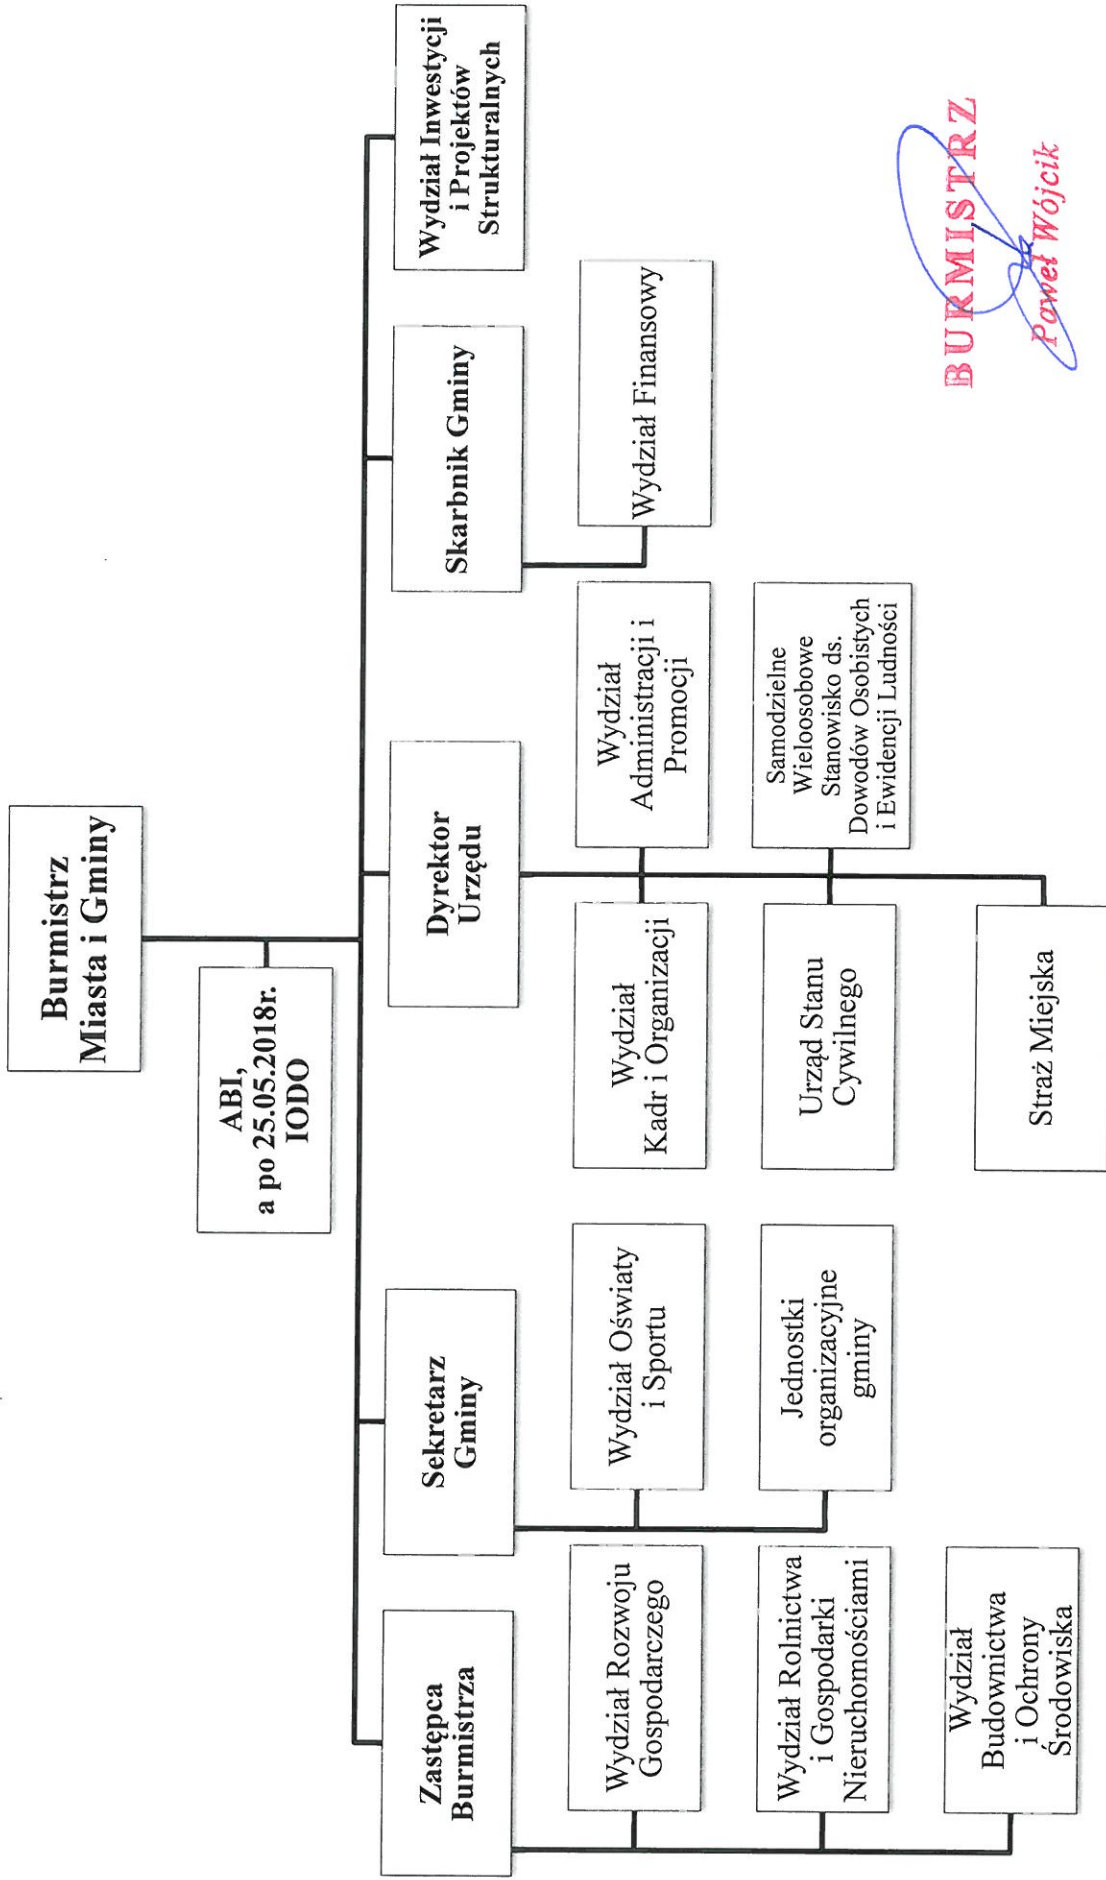 Burmistrz
Miasta i Gminy
ABI,
a po 25.05.2018r.
IODO
Zastępca
Burmistrza
Sekretarz
Gminy
Dyrektor
Urzędu
Skarbnik Gminy
Wydział Inwestycji
i Projektów
Strukturalnych
Wydział Rozwoju
Gospodarczego
Wydział Oświaty
i Sportu
Wydział
Kadr i Organizacji
Wydział
Administracji i
Promocji
Wydział Finansowy
Wydział Rolnictwa
i Gospodarki
Nieruchomościami
Jednostki
organizacyjne
gminy
Urząd Stanu
Cywilnego
Samodzielne
Wieloosobowe
Stanowisko ds.
Dowodów Osobistych
i Ewidencji Ludności
Wydział
Budownictwa
i Ochrony
Środowiska
Straż Miejska
BURMISTRZ
Paweł Wójcik